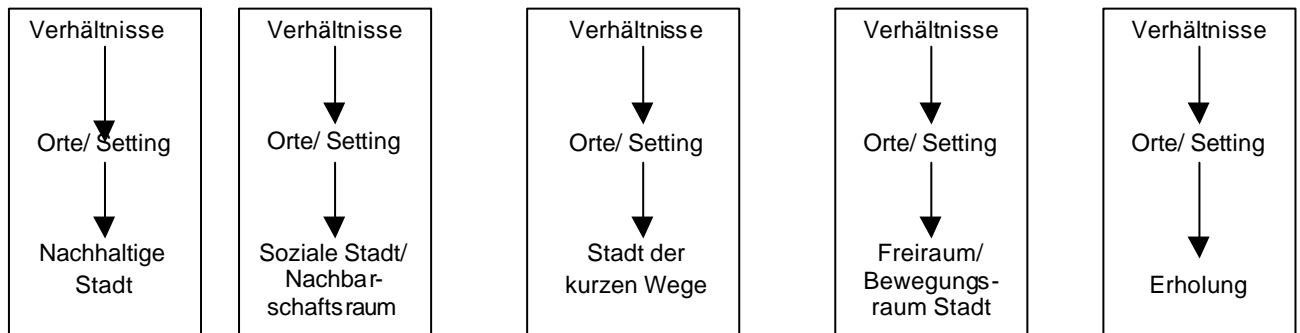 Verhältnisse
Orte/ Setting
Nachhaltige
Stadt
Verhältnisse
Orte/ Setting
Soziale Stadt/
Nachbar-
schaftsraum
Verhältnisse
Orte/ Setting
Stadt der
kurzen Wege
Verhältnisse
Orte/ Setting
Freiraum/
Bewegungs-
raum Stadt
Verhältnisse
Orte/ Setting
Erholung